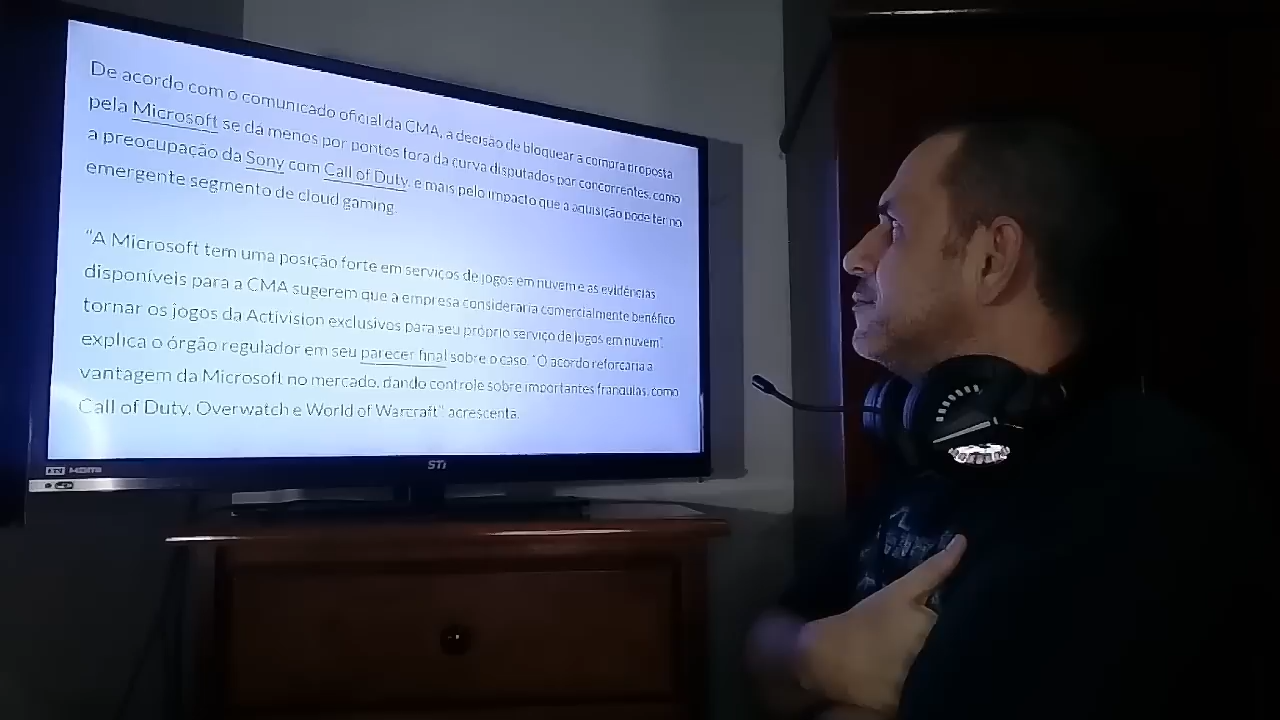 De acordo com o comunicado oficial da CMA, a decisão de bloquear a compra proposta
pela Microsoft se dá menos por pontos fora da curva disputados por concorrentes, como
a preocupação da Sony com Call of Duty, e mais pelo impacto que a aquisição pode ter no
emergente segmento de cloud gaming.
“A Microsoft tem uma posição forte em serviços de jogos em nuvem e as evidências
disponíveis para a CMA sugerem que a empresa consideraria comercialmente benéfico
tornar os jogos da Activision exclusivos para seu próprio serviço de jogos em nuvem”,
explica o órgão regulador em seu parecer final sobre o caso. “O acordo reforçaria a
vantagem da Microsoft no mercado, dando controle sobre importantes franquias, como
Call of Duty, Overwatch e World of Warcraft” acrescenta.
HDMI
STI